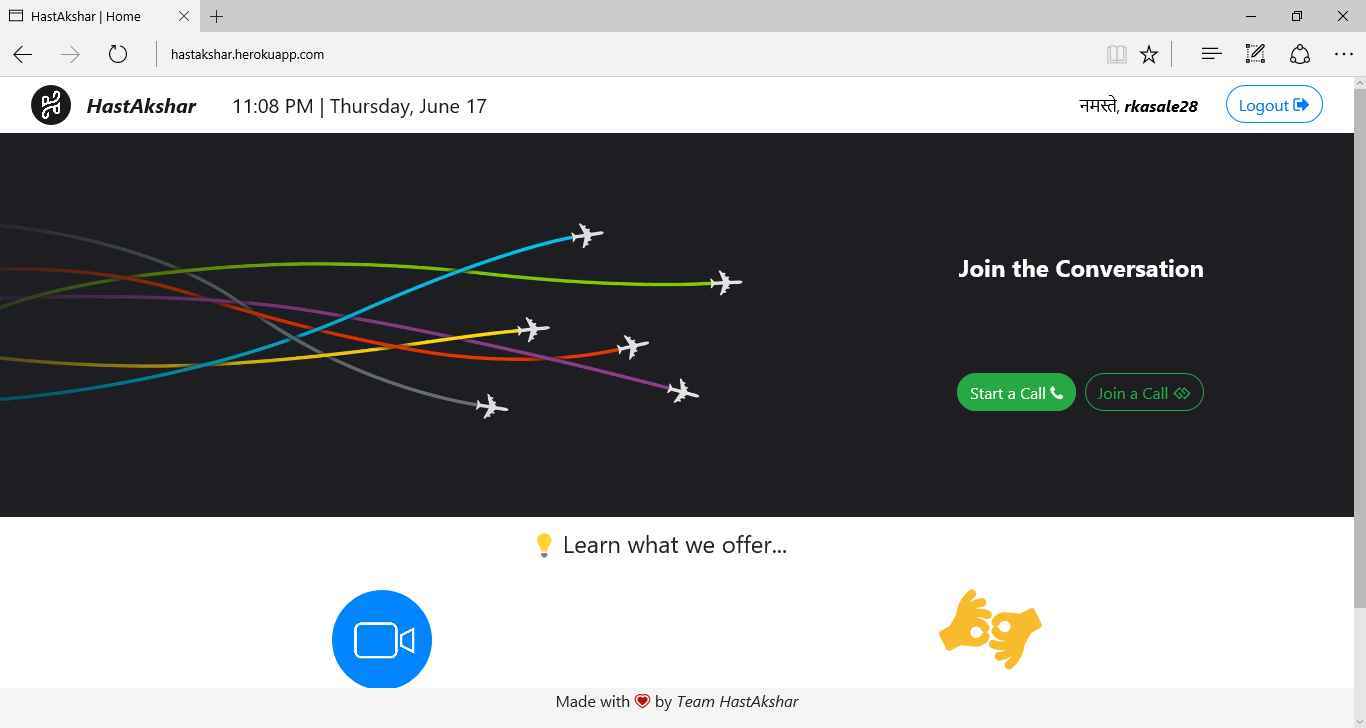 HastAkshar | Home
hastakshar.herokuapp.com
HastAkshar 11:08 PM | Thursday, June 17 नमस्ते, rkasale28 Logout
Join the Conversation
Start a Call Join a Call
Learn what we offer...
Made with ❤ by Team HastAkshar